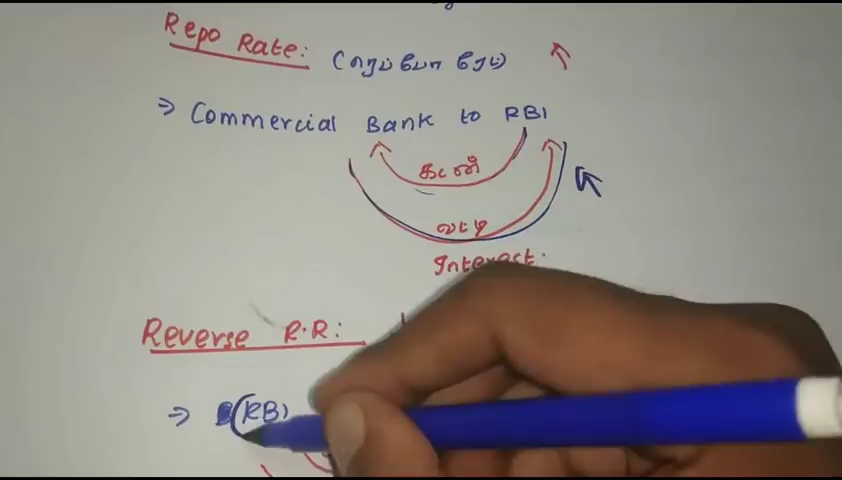 Repo Rate: (ரெப்போ ரேட்)
⇒ Commercial Bank to RBI
கடன்
வட்டி
Interest.
Reverse R.R:
⇒ (RBI